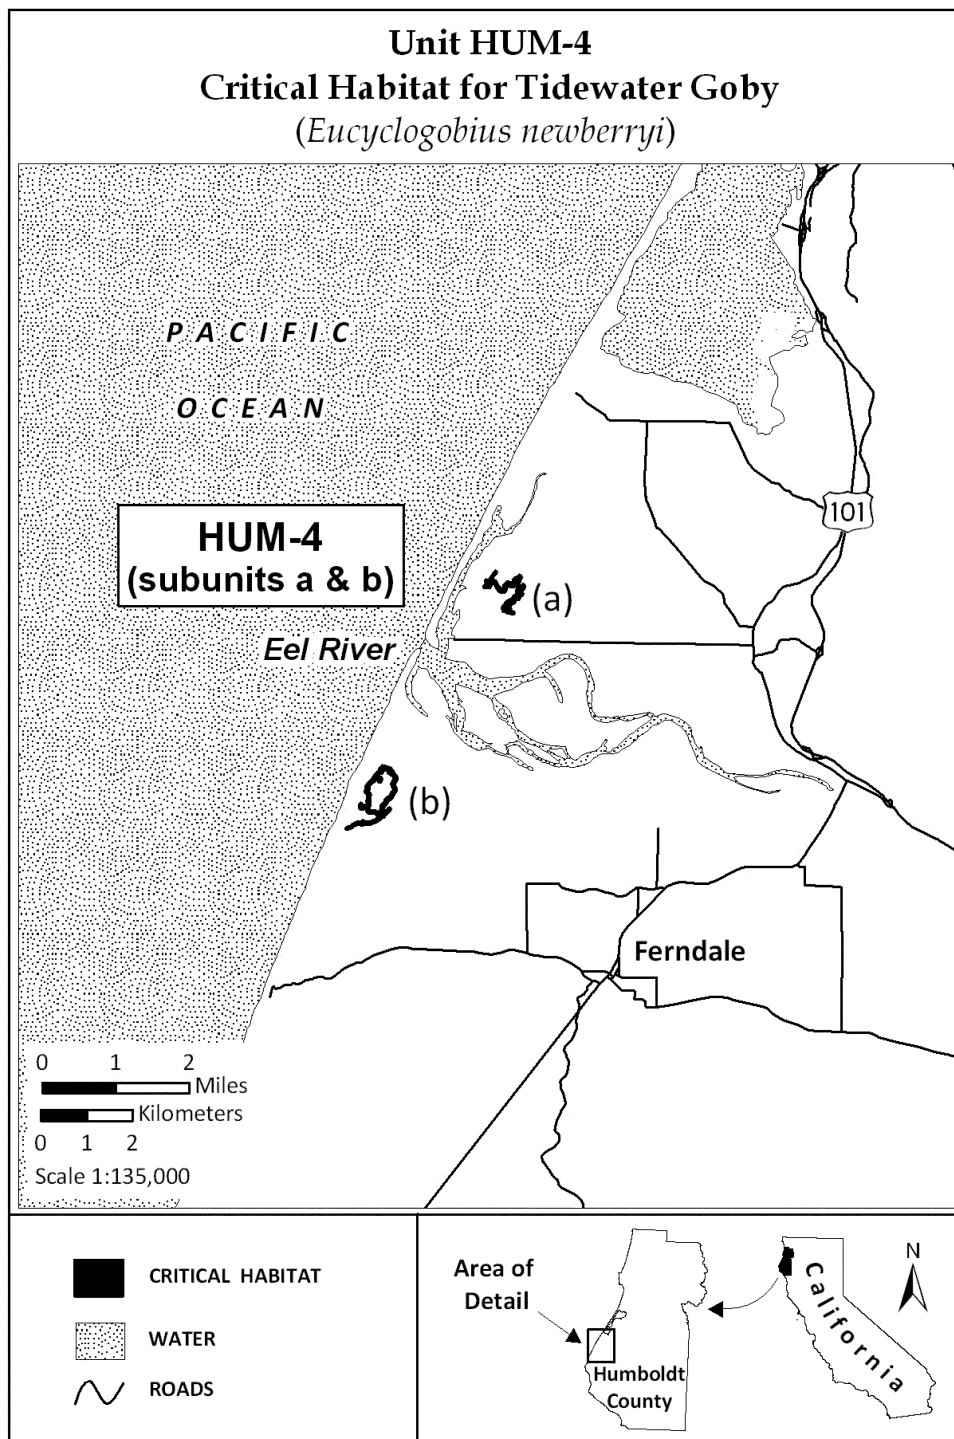 Unit HUM-4
Critical Habitat for Tidewater Goby
(Eucyclogobius newberryi)
PACIFIC
OCEAN
101
HUM-4
(subunits a & b)
(a)
Eel River
(b)
Ferndale
0 1 2
Miles
Kilometers
0 1 2
Scale 1:135,000
CRITICAL HABITAT
WATER
ROADS
Area of
Detail
Humboldt
County
California
N